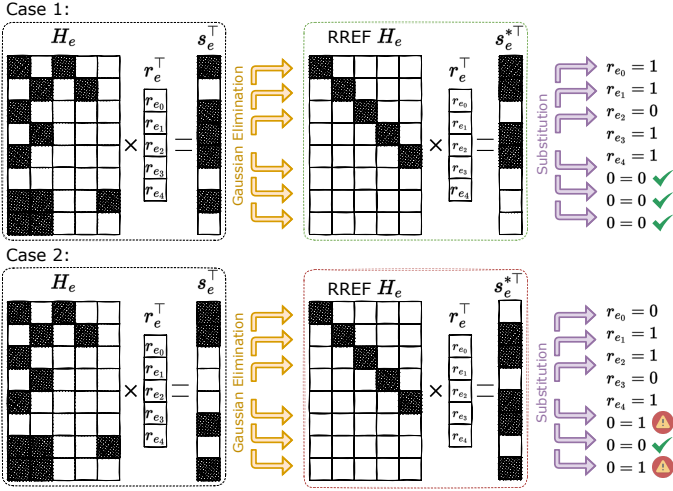 Case 1:
H_e
s_e^⊤
RREF H_e
s_e^{*⊤}
r_e^⊤
r_{e_0}
r_{e_1}
r_{e_2}
r_{e_3}
r_{e_4}
×
=
Gaussian Elimination
r_e^⊤
r_{e_0}
r_{e_1}
r_{e_2}
r_{e_3}
r_{e_4}
×
=
Substitution
r_{e_0} = 1
r_{e_1} = 1
r_{e_2} = 0
r_{e_3} = 1
r_{e_4} = 1
0 = 0
0 = 0
0 = 0
Case 2:
H_e
s_e^⊤
RREF H_e
s_e^{*⊤}
r_e^⊤
r_{e_0}
r_{e_1}
r_{e_2}
r_{e_3}
r_{e_4}
×
=
Gaussian Elimination
r_e^⊤
r_{e_0}
r_{e_1}
r_{e_2}
r_{e_3}
r_{e_4}
×
=
Substitution
r_{e_0} = 0
r_{e_1} = 1
r_{e_2} = 1
r_{e_3} = 0
r_{e_4} = 1
0 = 1
0 = 0
0 = 1